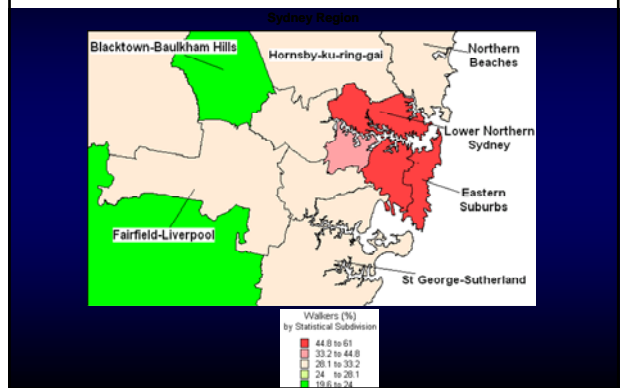 Sydney Region
Blacktown-Baulkham Hills
Hornsby-ku-ring-gai
Northern
Beaches
Lower Northern
Sydney
Eastern
Suburbs
Fairfield-Liverpool
St George-Sutherland
Walkers (%)
by Statistical Subdivision
44.8 to 61
33.2 to 44.8
28.1 to 33.2
24 to 28.1
19.6 to 24